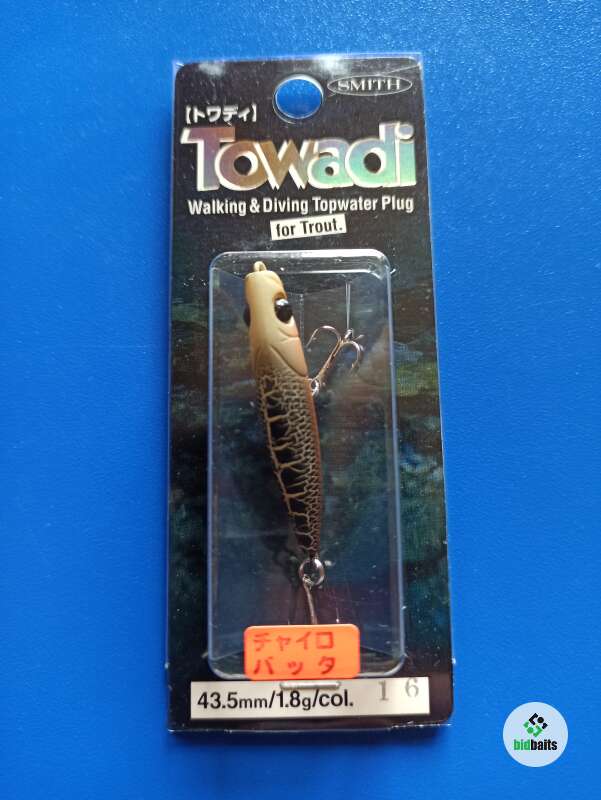 SMITH
【トワディ】
Towadi
Walking & Diving Topwater Plug
for Trout.
チャイロ
バッタ
43.5mm/1.8g/col. 16
bidbaits